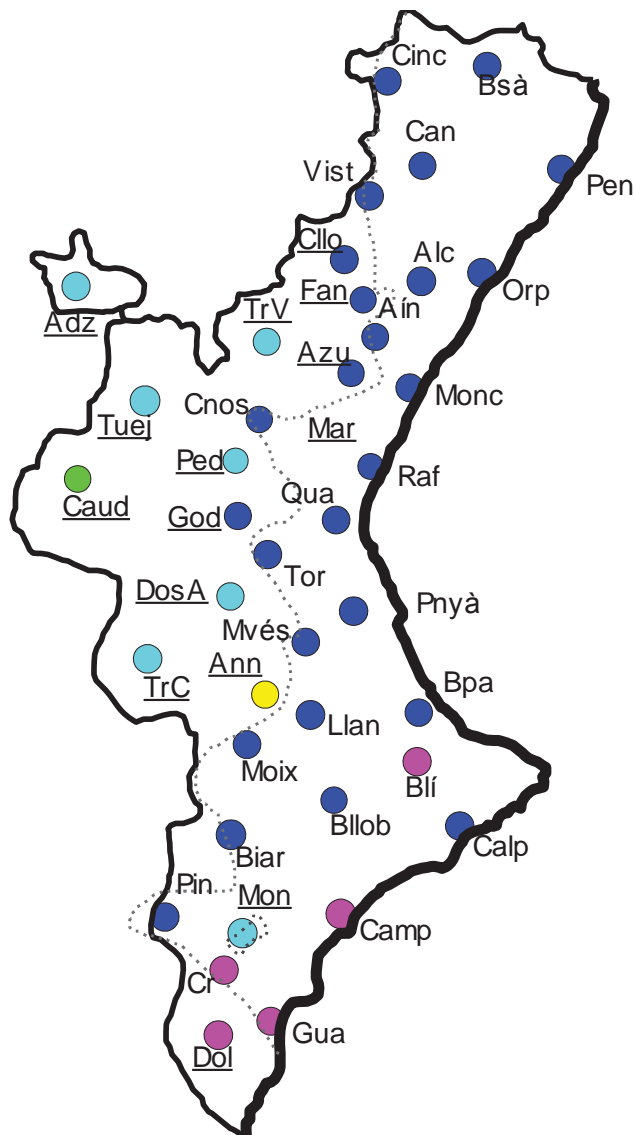 Cinc
Bsà
Can
Vist
Pen
Cllo
Alc
Fan
Orp
Adz
TrV
Aín
Azu
Monc
Tuej
Cnos
Mar
Ped
Raf
Caud
God
Qua
Tor
DosA
Pnyà
Mvés
Ann
TrC
Bpa
Llan
Moix
Blí
Bllob
Calp
Biar
Pin
Mon
Camp
Cr
Gua
Dol